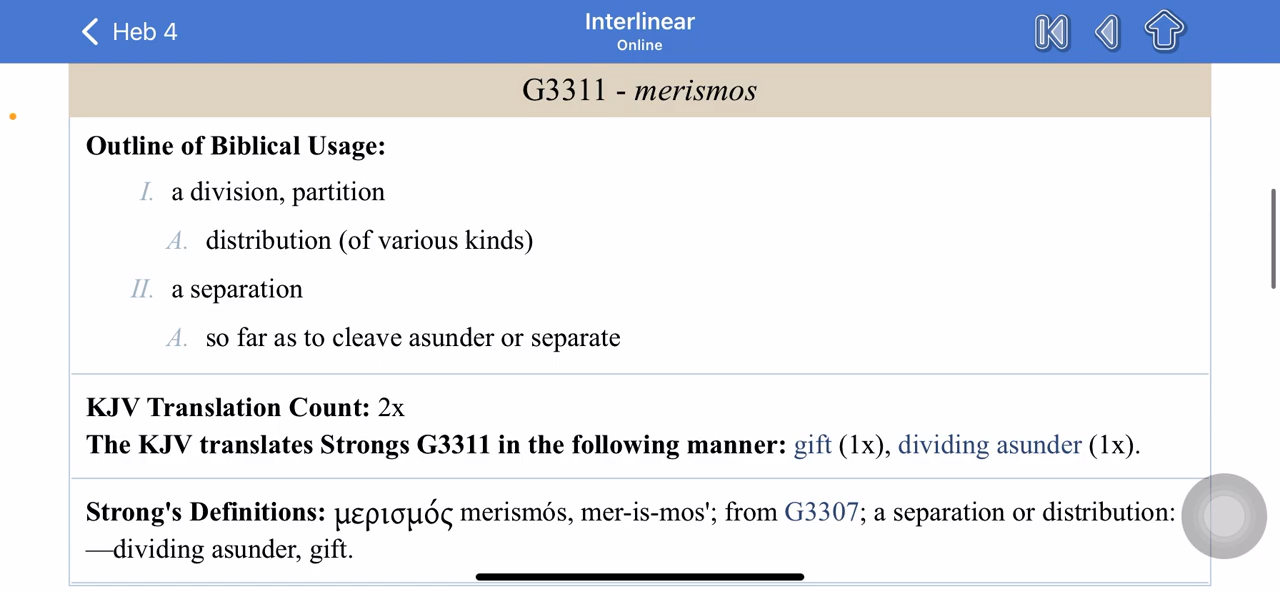 Heb 4
Interlinear
Online
G3311 - merismos
Outline of Biblical Usage:
I. a division, partition
A. distribution (of various kinds)
II. a separation
A. so far as to cleave asunder or separate
KJV Translation Count: 2x
The KJV translates Strongs G3311 in the following manner: gift (1x), dividing asunder (1x).
Strong's Definitions: μερισμός merismós, mer-is-mos'; from G3307; a separation or distribution:
—dividing asunder, gift.